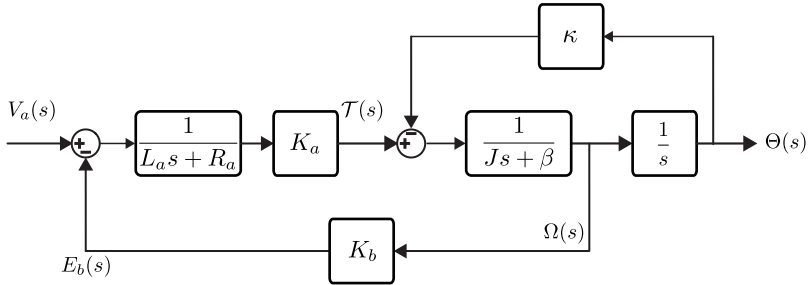 κ
V_a(s)
𝒯(s)
+
−
1
L_a s + R_a
K_a
−
+
1
Js + β
1
s
Θ(s)
Ω(s)
K_b
E_b(s)